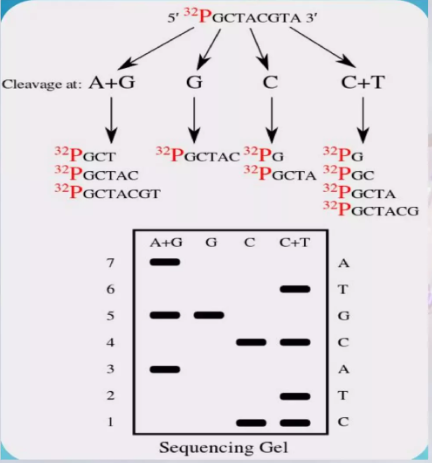 5' 32PGCTACGTA 3'
Cleavage at: A+G G C C+T
32PGCT 32PGCTAC 32PG 32PG
32PGCTAC 32PGCTA 32PGC
32PGCTACGT 32PGCTA
32PGCTACG
A+G G C C+T
7 A
6 T
5 G
4 C
3 A
2 T
1 C
Sequencing Gel